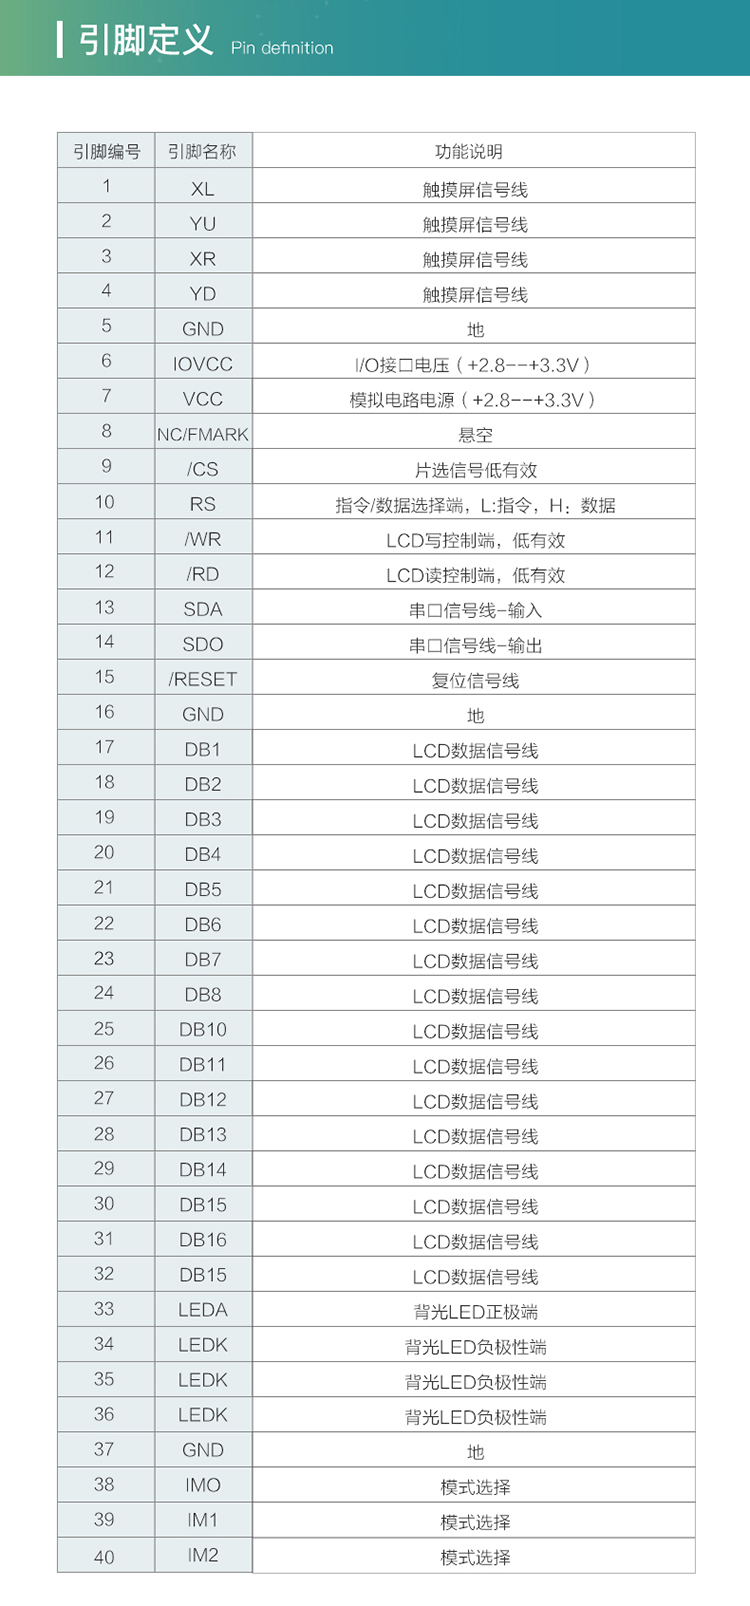 引脚定义 Pin definition
引脚编号 引脚名称 功能说明
1 XL 触摸屏信号线
2 YU 触摸屏信号线
3 XR 触摸屏信号线
4 YD 触摸屏信号线
5 GND 地
6 IOVCC I/O接口电压（+2.8--+3.3V）
7 VCC 模拟电路电源（+2.8--+3.3V）
8 NC/FMARK 悬空
9 /CS 片选信号低有效
10 RS 指令/数据选择端，L:指令，H：数据
11 /WR LCD写控制端，低有效
12 /RD LCD读控制端，低有效
13 SDA 串口信号线-输入
14 SDO 串口信号线-输出
15 /RESET 复位信号线
16 GND 地
17 DB1 LCD数据信号线
18 DB2 LCD数据信号线
19 DB3 LCD数据信号线
20 DB4 LCD数据信号线
21 DB5 LCD数据信号线
22 DB6 LCD数据信号线
23 DB7 LCD数据信号线
24 DB8 LCD数据信号线
25 DB10 LCD数据信号线
26 DB11 LCD数据信号线
27 DB12 LCD数据信号线
28 DB13 LCD数据信号线
29 DB14 LCD数据信号线
30 DB15 LCD数据信号线
31 DB16 LCD数据信号线
32 DB15 LCD数据信号线
33 LEDA 背光LED正极端
34 LEDK 背光LED负极性端
35 LEDK 背光LED负极性端
36 LEDK 背光LED负极性端
37 GND 地
38 IMO 模式选择
39 IM1 模式选择
40 IM2 模式选择